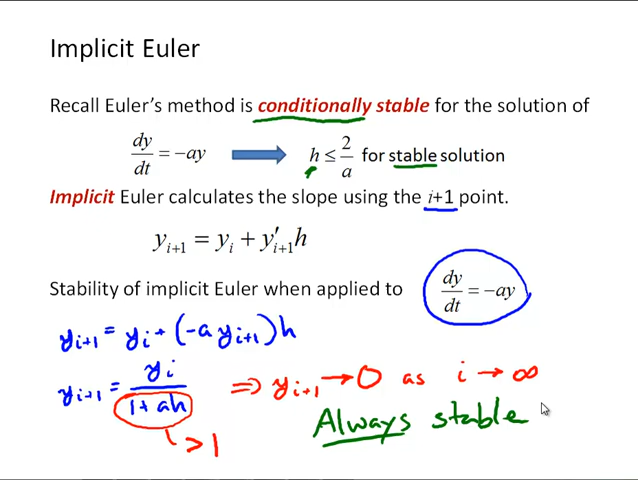 Implicit Euler
Recall Euler's method is conditionally stable for the solution of
dy/dt = −ay h ≤ 2/a for stable solution
Implicit Euler calculates the slope using the i+1 point.
y_{i+1} = y_i + y′_{i+1}h
Stability of implicit Euler when applied to dy/dt = −ay
y_{i+1} = y_i + (-a y_{i+1})h
y_{i+1} = y_i / (1 + ah) ⇒ y_{i+1} → 0 as i → ∞
> 1 Always stable